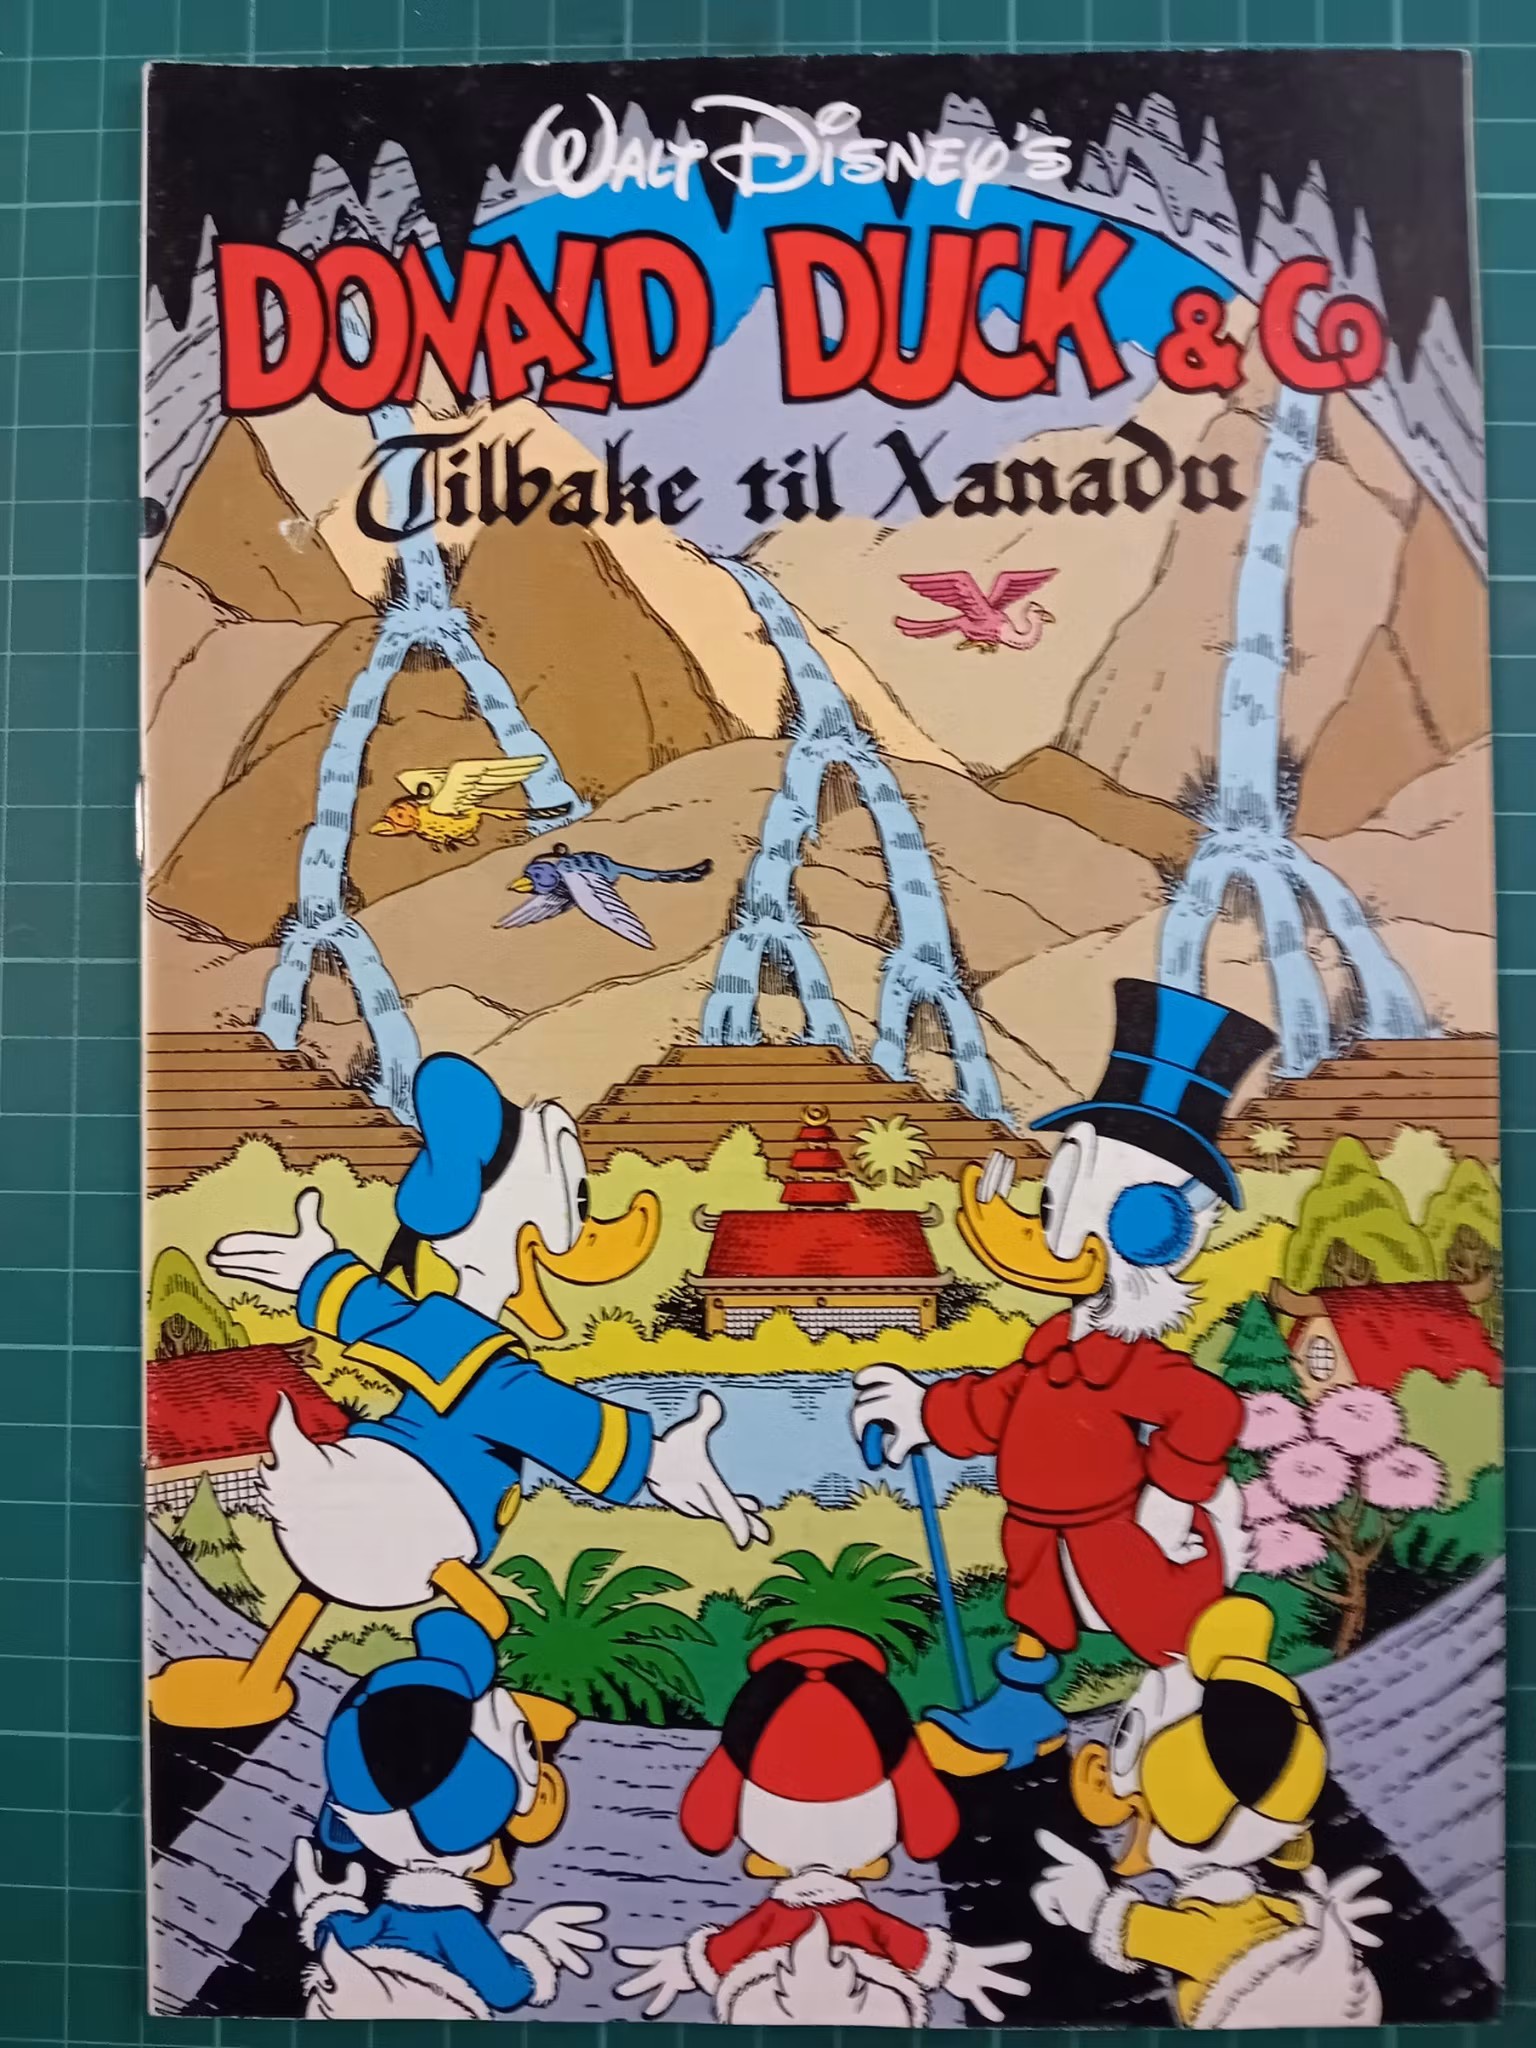 Walt Disney's
DONALD DUCK & Co
Tilbake til Xanadu